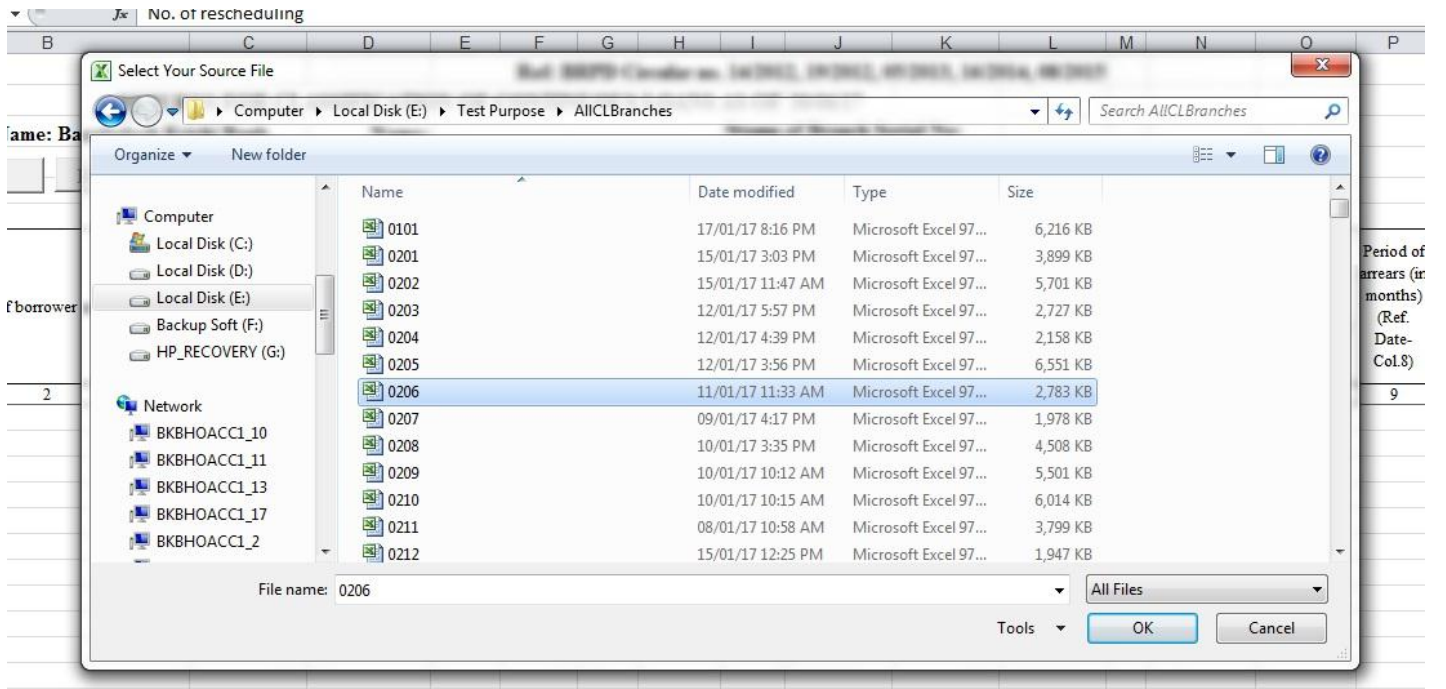 fx No. of rescheduling
B C D E F G H I J K L M N O P
Select Your Source File
Computer Local Disk (E:) Test Purpose AllCLBranches Search AllCLBranches
Name: Ba
Organize New folder
Name Date modified Type Size
Computer
Local Disk (C:)
Local Disk (D:)
Local Disk (E:)
Backup Soft (F:)
HP_RECOVERY (G:)
Network
BKBHOACC1_10
BKBHOACC1_11
BKBHOACC1_13
BKBHOACC1_17
BKBHOACC1_2
0101 17/01/17 8:16 PM Microsoft Excel 97... 6,216 KB
0201 15/01/17 3:03 PM Microsoft Excel 97... 3,899 KB
0202 15/01/17 11:47 AM Microsoft Excel 97... 5,701 KB
0203 12/01/17 5:57 PM Microsoft Excel 97... 2,727 KB
0204 12/01/17 4:39 PM Microsoft Excel 97... 2,158 KB
0205 12/01/17 3:56 PM Microsoft Excel 97... 6,551 KB
0206 11/01/17 11:33 AM Microsoft Excel 97... 2,783 KB
0207 09/01/17 4:17 PM Microsoft Excel 97... 1,978 KB
0208 10/01/17 3:35 PM Microsoft Excel 97... 4,508 KB
0209 10/01/17 10:12 AM Microsoft Excel 97... 5,501 KB
0210 10/01/17 10:15 AM Microsoft Excel 97... 6,014 KB
0211 08/01/17 10:58 AM Microsoft Excel 97... 3,799 KB
0212 15/01/17 12:25 PM Microsoft Excel 97... 1,947 KB
f borrower
2
Period of
arrears (in
months)
(Ref.
Date-
Col.8)
9
File name: 0206 All Files
Tools OK Cancel